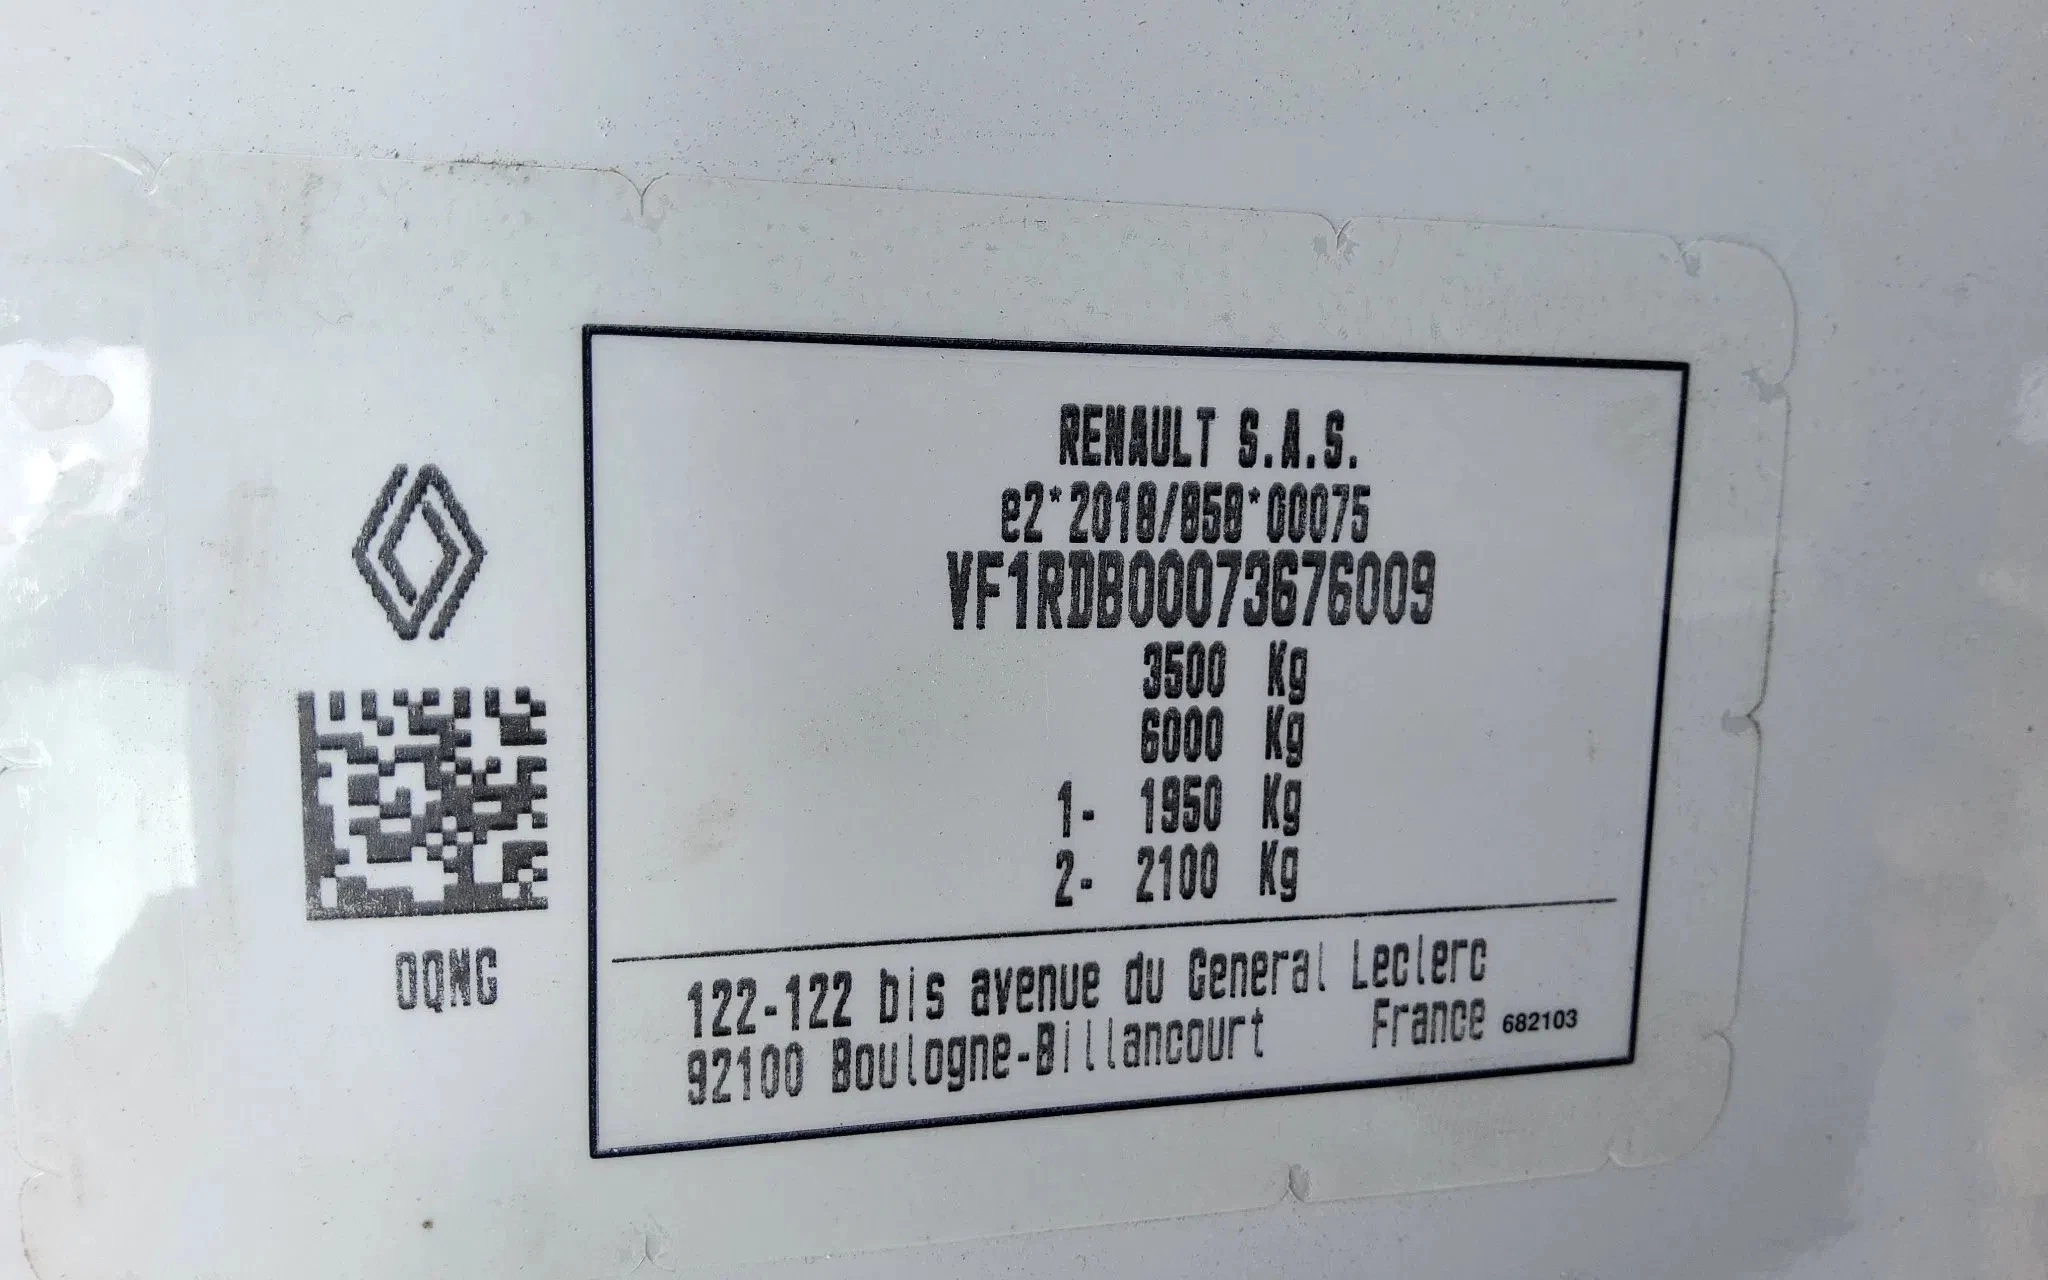 RENAULT S.A.S.
e2*2018/858*00075
VF1RDB00073676009
3500 Kg
6000 Kg
1- 1950 Kg
2- 2100 Kg
0QNG
122-122 bis avenue du General Leclerc
92100 Boulogne-Billancourt France 682103